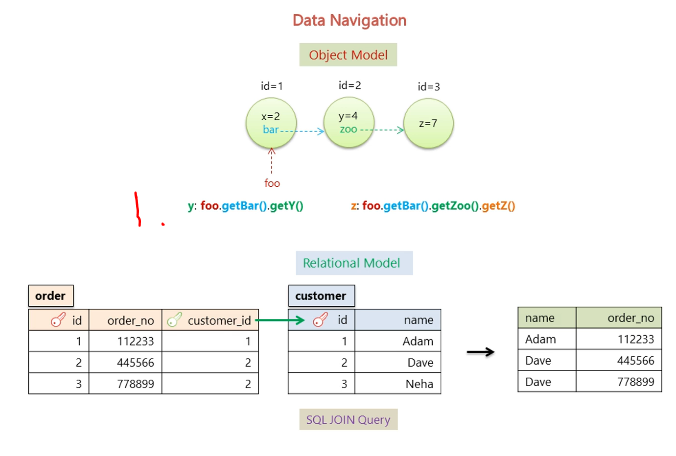 Data Navigation
Object Model
id=1 id=2 id=3
x=2 y=4 z=7
bar zoo
foo
y: foo.getBar().getY() z: foo.getBar().getZoo().getZ()
1.
Relational Model
order customer
id order_no customer_id id name name order_no
1 112233 1 1 Adam Adam 112233
2 445566 2 2 Dave Dave 445566
3 778899 2 3 Neha Dave 778899
SQL JOIN Query